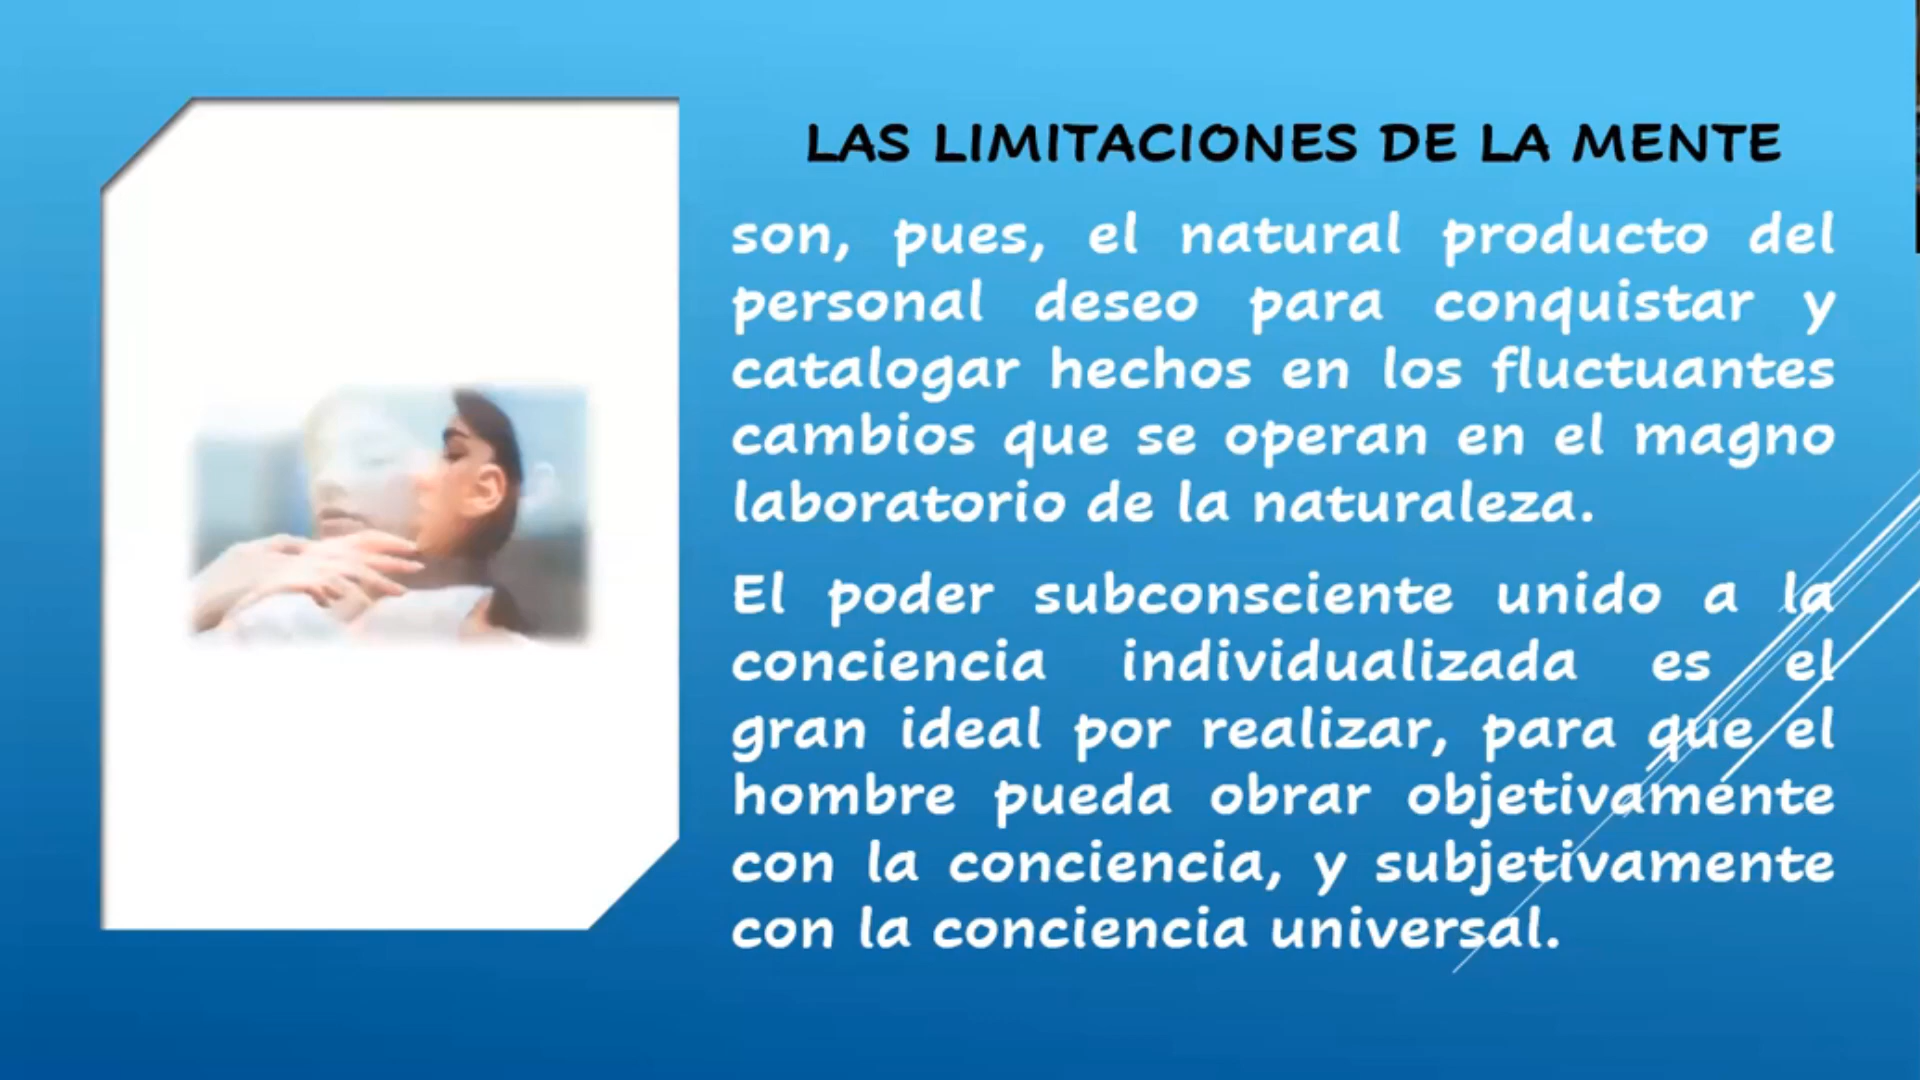 LAS LIMITACIONES DE LA MENTE
son, pues, el natural producto del
personal deseo para conquistar y
catalogar hechos en los fluctuantes
cambios que se operan en el magno
laboratorio de la naturaleza.
El poder subconsciente unido a la
conciencia individualizada es el
gran ideal por realizar, para que el
hombre pueda obrar objetivamente
con la conciencia, y subjetivamente
con la conciencia universal.